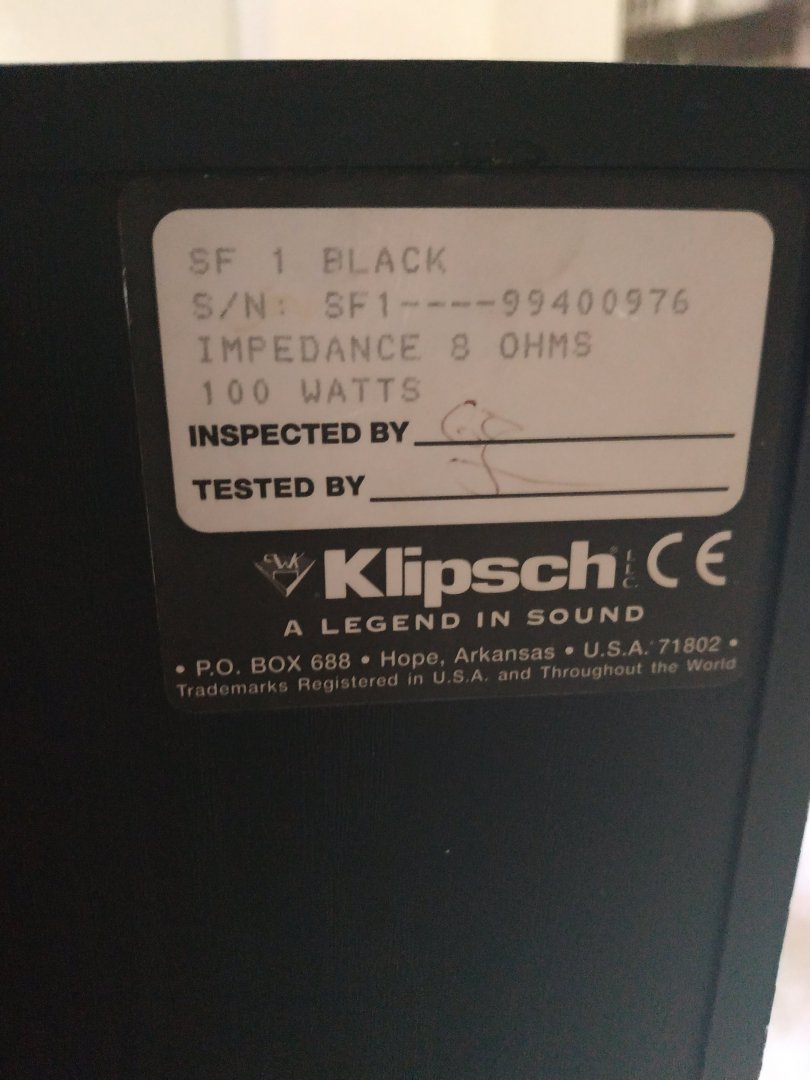 SF 1 BLACK
S/N: SF1----99400976
IMPEDANCE 8 OHMS
100 WATTS
INSPECTED BY
TESTED BY
Klipsch® LLC CE
A LEGEND IN SOUND
• P.O. BOX 688 • Hope, Arkansas • U.S.A. 71802 •
Trademarks Registered in U.S.A. and Throughout the World